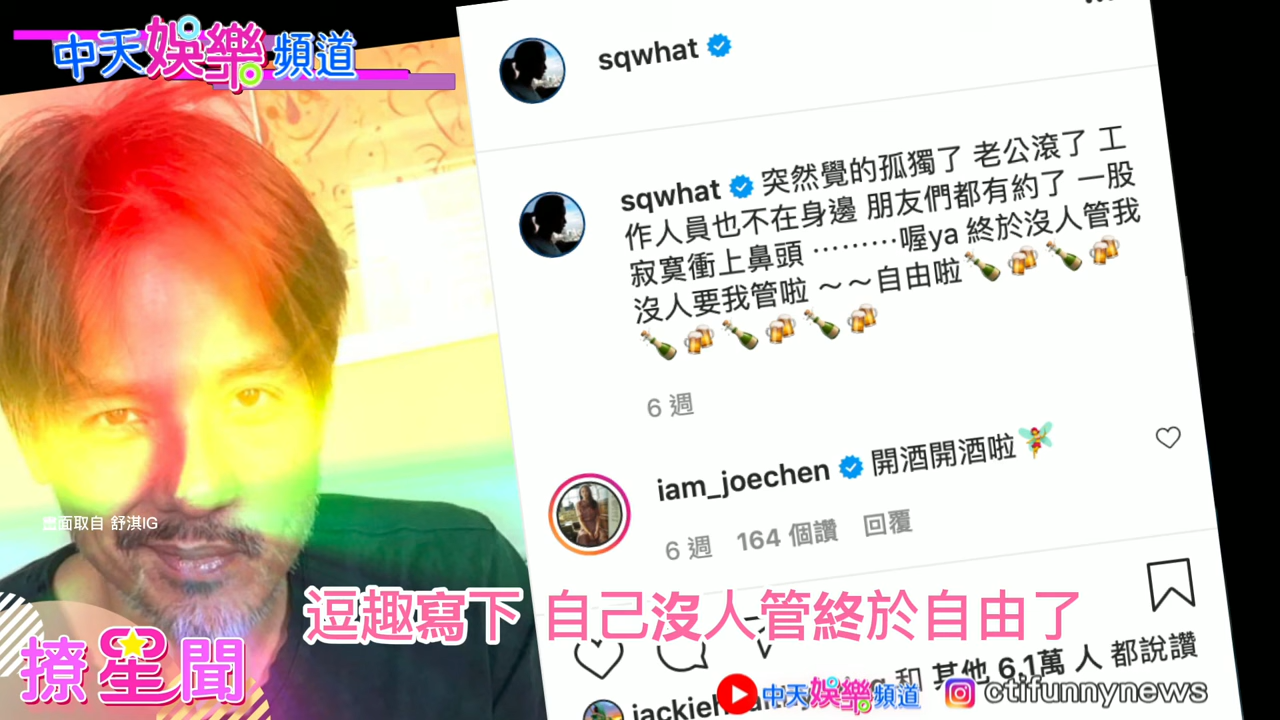 中天娛樂頻道
sqwhat
sqwhat 突然覺的孤獨了 老公滾了 工
作人員也不在身邊 朋友們都有約了 一股
寂寞衝上鼻頭 ………喔ya 終於沒人管我
沒人要我管啦 ～～自由啦🍾🍻🍾🍻
🍾🍻🍾🍻🍾🍻
6 週
iam_joechen 開酒開酒啦🧚
6 週 164 個讚 回覆
畫面取自 舒淇IG
逗趣寫下 自己沒人管終於自由了
撩星聞
和 其他 6.1萬 人 都說讚
中天娛樂頻道
ctifunnynews